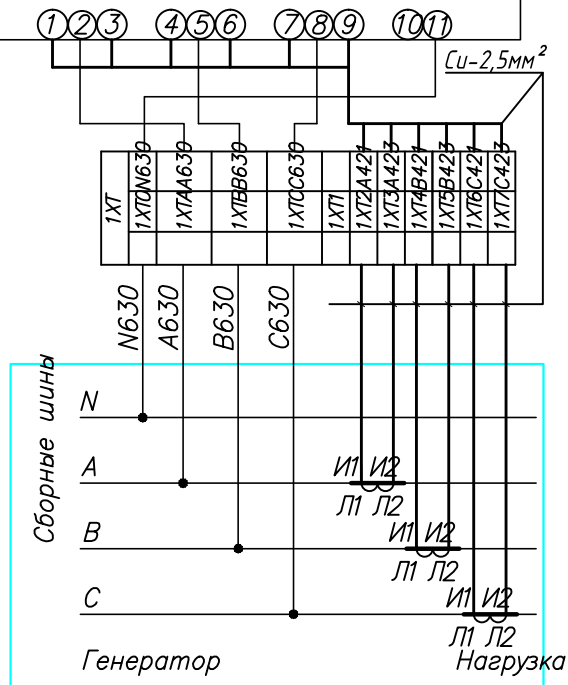 1 2 3 4 5 6 7 8 9 10 11
Cu-2,5мм²
1XT
1XTCN630
1XTAA630
1XTBB630
1XTCC630
1XT1
1XT2A421
1XT3A423
1XT4B421
1XT5B423
1XT6C421
1XT7C423
N630
A630
B630
C630
Сборные шины
N
A
И1 И2
Л1 Л2
B
И1 И2
Л1 Л2
C
И1 И2
Л1 Л2
Генератор
Нагрузка